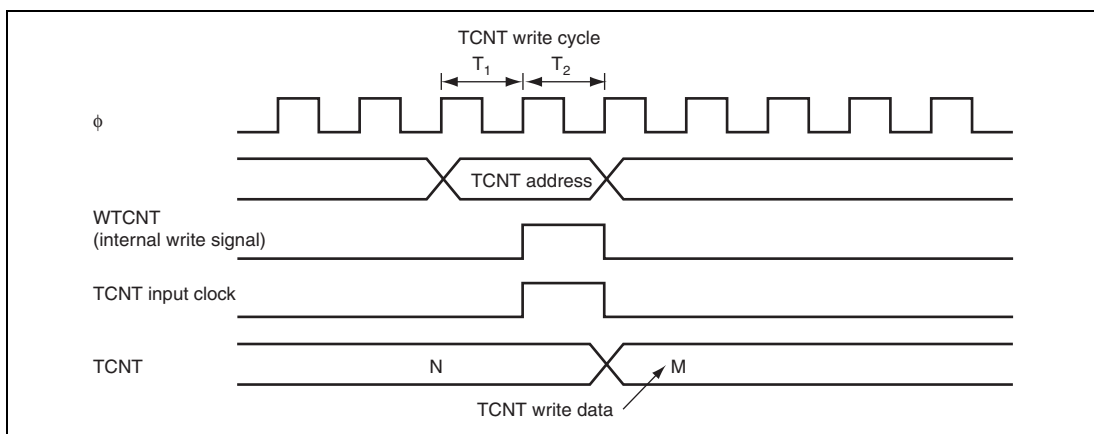 TCNT write cycle
T₁ T₂
ϕ
TCNT address
WTCNT
(internal write signal)
TCNT input clock
TCNT N M
TCNT write data